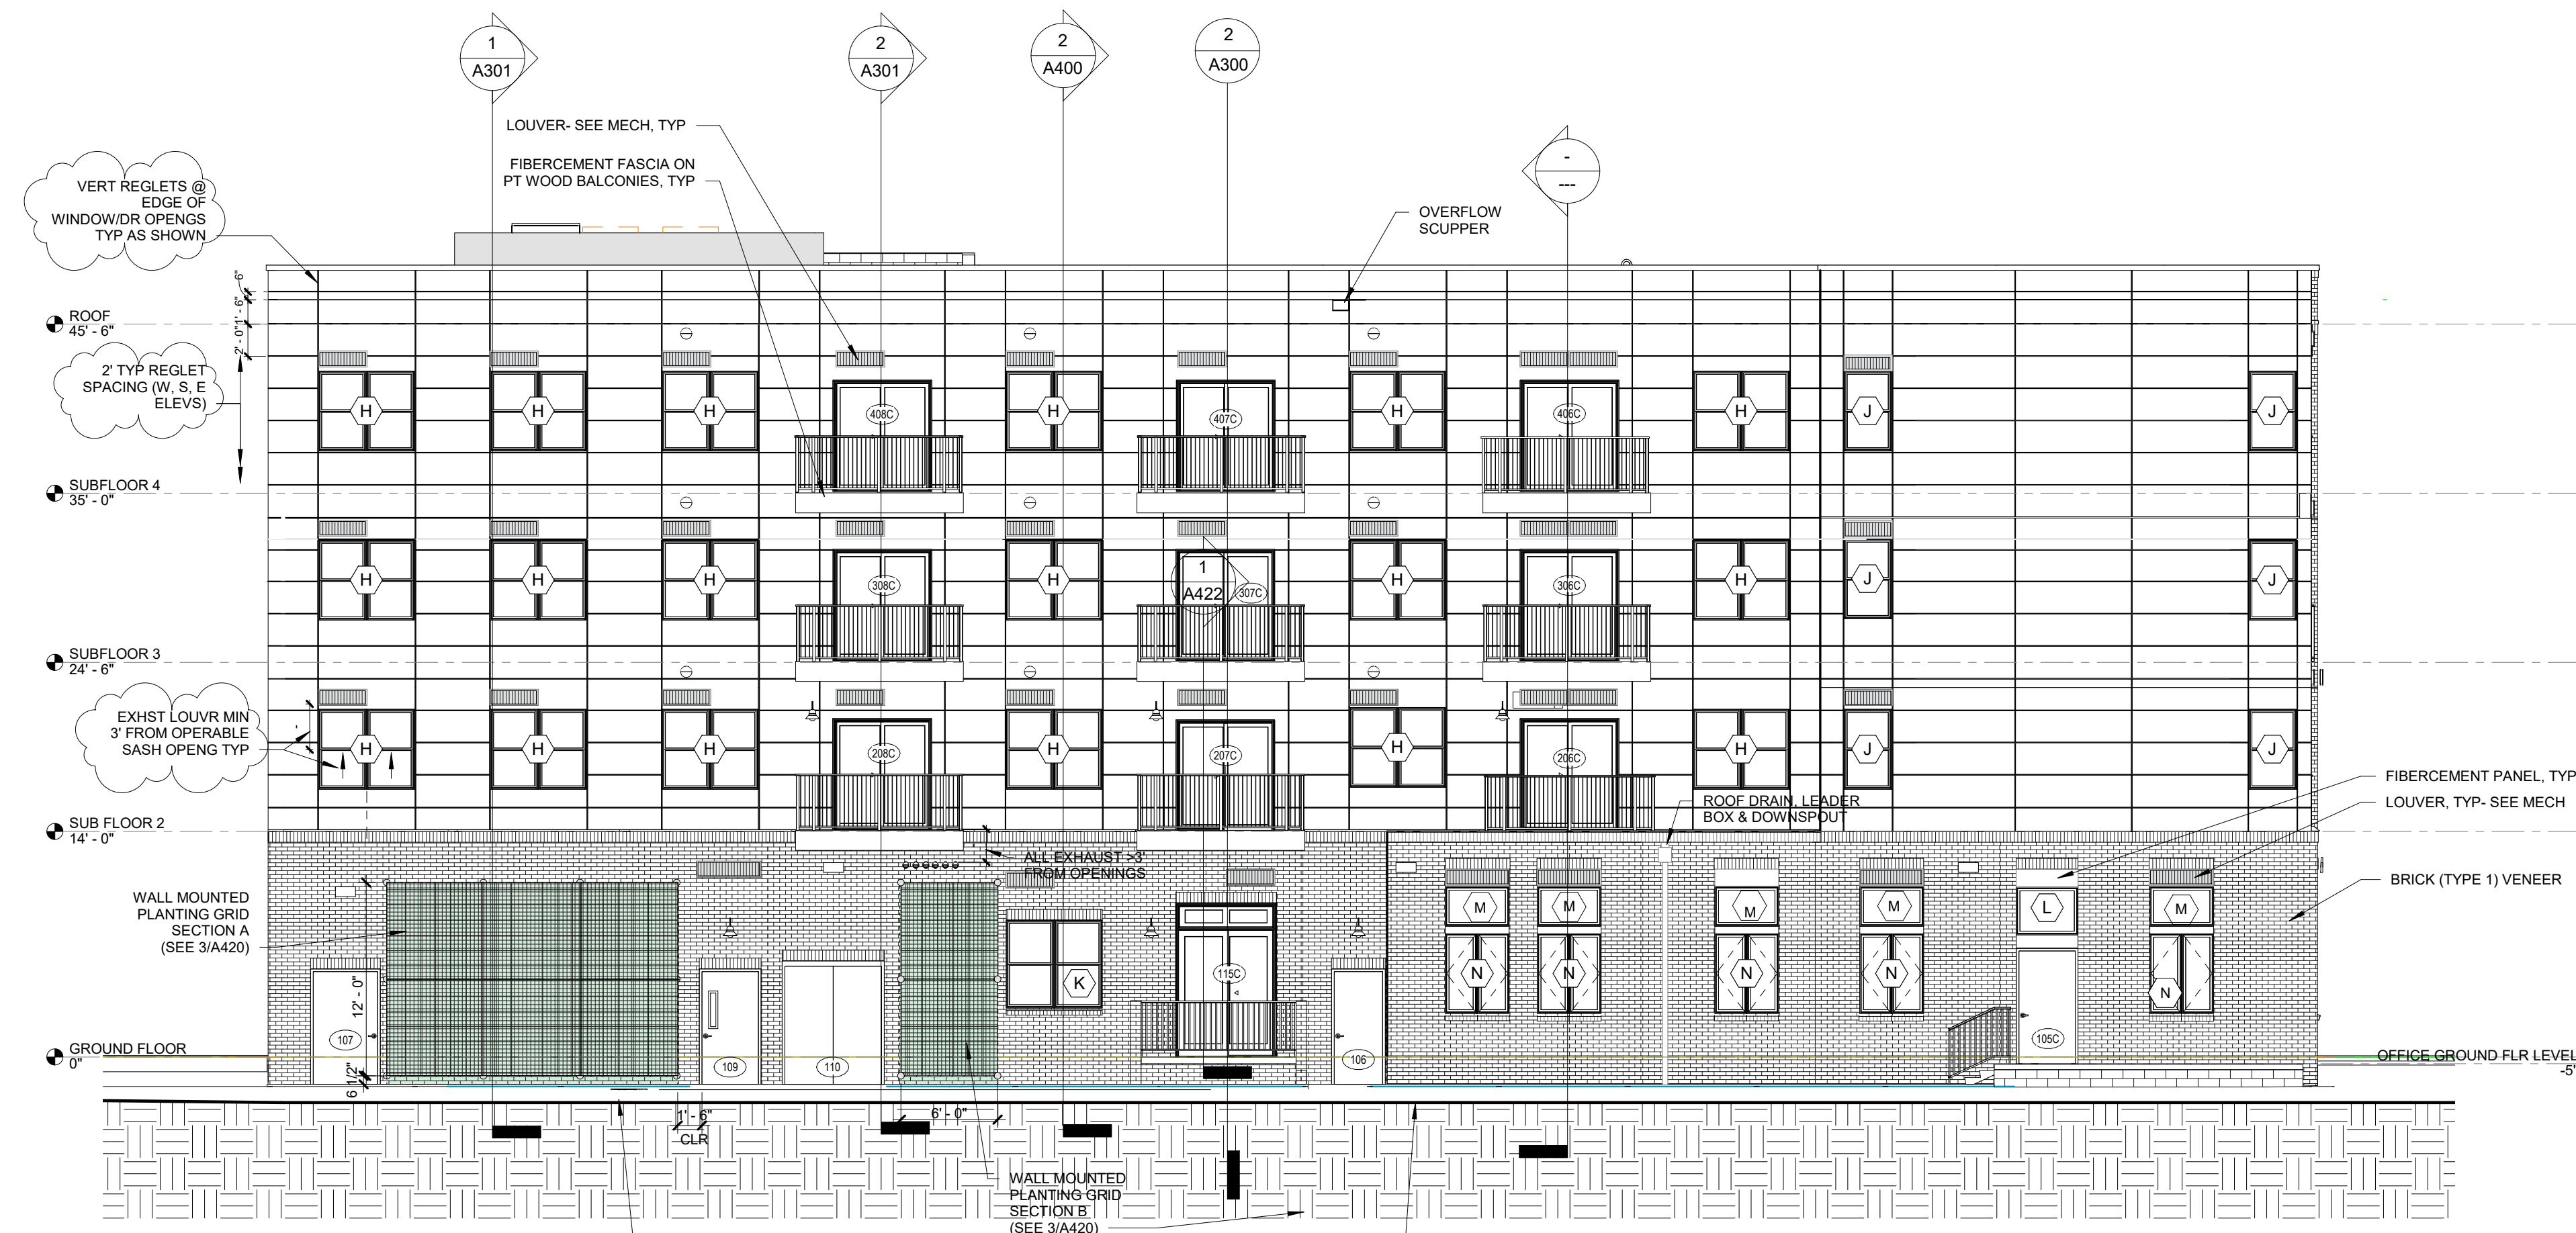 1
A301
2
A301
2
A400
2
A300
-
---
LOUVER- SEE MECH, TYP
FIBERCEMENT FASCIA ON
PT WOOD BALCONIES, TYP
VERT REGLETS @
EDGE OF
WINDOW/DR OPENGS
TYP AS SHOWN
OVERFLOW
SCUPPER
6"
1' - 6"
2' - 0"
ROOF
45' - 6"
2' TYP REGLET
SPACING (W, S, E
ELEVS)
H
H
H
408C
H
407C
H
406C
H
J
J
SUBFLOOR 4
35' - 0"
H
H
H
308C
H
1
A422
307C
H
306C
H
J
J
SUBFLOOR 3
24' - 6"
EXHST LOUVR MIN
3' FROM OPERABLE
SASH OPENG TYP
H
H
H
208C
H
207C
H
206C
H
J
J
FIBERCEMENT PANEL, TYP
LOUVER, TYP- SEE MECH
ROOF DRAIN, LEADER
BOX & DOWNSPOUT
SUB FLOOR 2
14' - 0"
ALL EXHAUST >3'
FROM OPENINGS
BRICK (TYPE 1) VENEER
WALL MOUNTED
PLANTING GRID
SECTION A
(SEE 3/A420)
M
M
M
M
L
M
K
115C
N
N
N
N
N
12' - 0"
107
109
110
106
105C
GROUND FLOOR
0"
OFFICE GROUND FLR LEVEL
-5"
6 1/2"
1' - 6"
CLR
6' - 0"
WALL MOUNTED
PLANTING GRID
SECTION B
(SEE 3/A420)